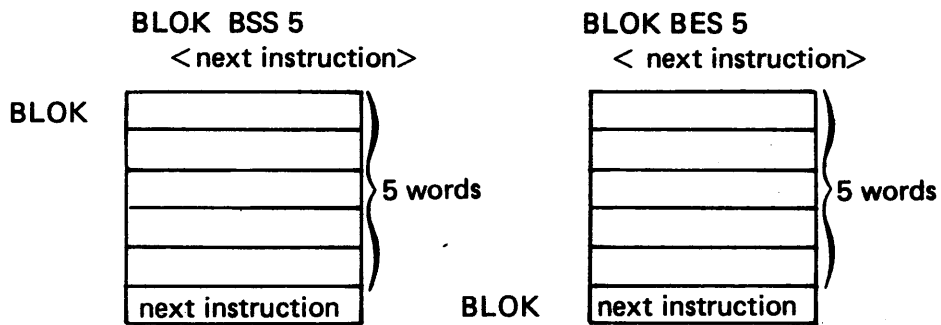 BLOK BSS 5
<next instruction>
BLOK
5 words
next instruction
BLOK BES 5
< next instruction>
5 words
BLOK
next instruction